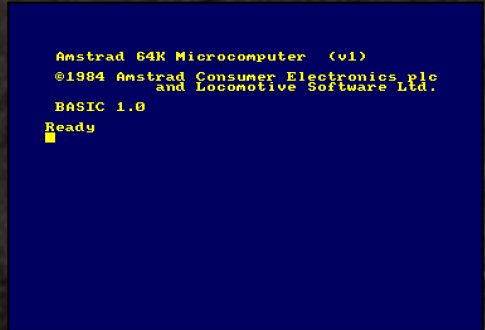 Amstrad 64K Microcomputer (v1)
©1984 Amstrad Consumer Electronics plc
and Locomotive Software Ltd.
BASIC 1.0
Ready